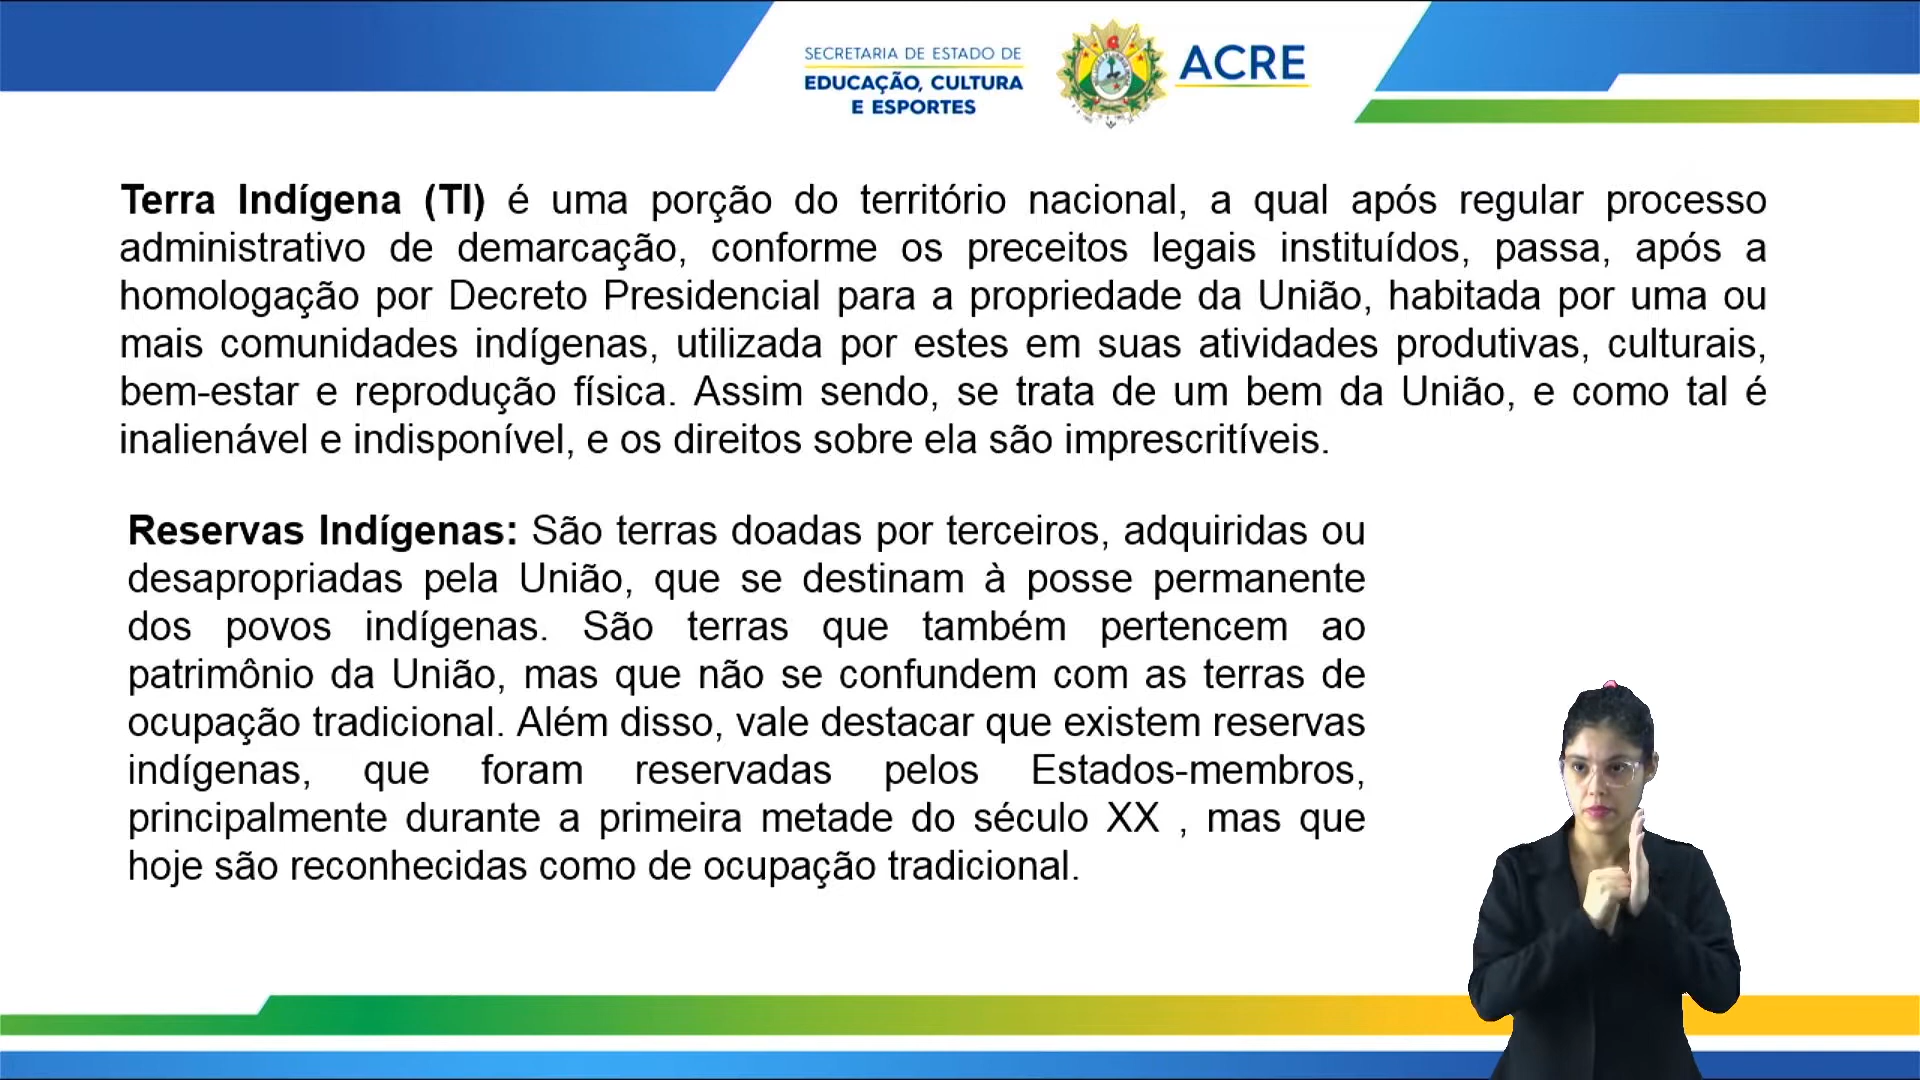 SECRETARIA DE ESTADO DE
EDUCAÇÃO, CULTURA
E ESPORTES
ACRE
Terra Indígena (TI) é uma porção do território nacional, a qual após regular processo
administrativo de demarcação, conforme os preceitos legais instituídos, passa, após a
homologação por Decreto Presidencial para a propriedade da União, habitada por uma ou
mais comunidades indígenas, utilizada por estes em suas atividades produtivas, culturais,
bem-estar e reprodução física. Assim sendo, se trata de um bem da União, e como tal é
inalienável e indisponível, e os direitos sobre ela são imprescritíveis.
Reservas Indígenas: São terras doadas por terceiros, adquiridas ou
desapropriadas pela União, que se destinam à posse permanente
dos povos indígenas. São terras que também pertencem ao
patrimônio da União, mas que não se confundem com as terras de
ocupação tradicional. Além disso, vale destacar que existem reservas
indígenas, que foram reservadas pelos Estados-membros,
principalmente durante a primeira metade do século XX , mas que
hoje são reconhecidas como de ocupação tradicional.